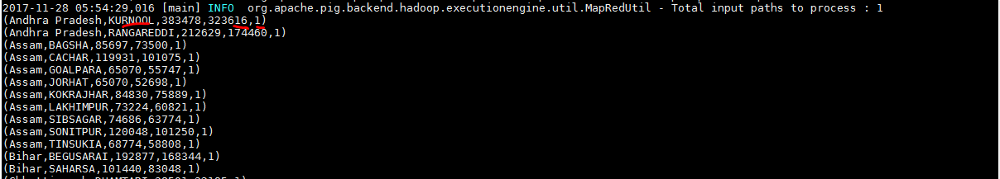 2017-11-28 05:54:29,016 [main] INFO  org.apache.pig.backend.hadoop.executionengine.util.MapRedUtil - Total input paths to process : 1
(Andhra Pradesh,KURNOOL,383478,323616,1)
(Andhra Pradesh,RANGAREDDI,212629,174460,1)
(Assam,BAGSHA,85697,73500,1)
(Assam,CACHAR,119931,101075,1)
(Assam,GOALPARA,65070,55747,1)
(Assam,JORHAT,65070,52698,1)
(Assam,KOKRAJHAR,84830,75889,1)
(Assam,LAKHIMPUR,73224,60821,1)
(Assam,SIBSAGAR,74686,63774,1)
(Assam,SONITPUR,120048,101250,1)
(Assam,TINSUKIA,68774,58808,1)
(Bihar,BEGUSARAI,192877,168344,1)
(Bihar,SAHARSA,101440,83048,1)